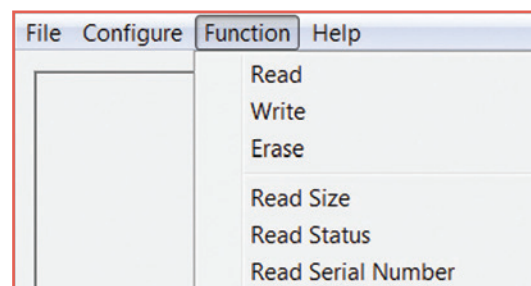 File Configure Function Help
Read
Write
Erase
Read Size
Read Status
Read Serial Number